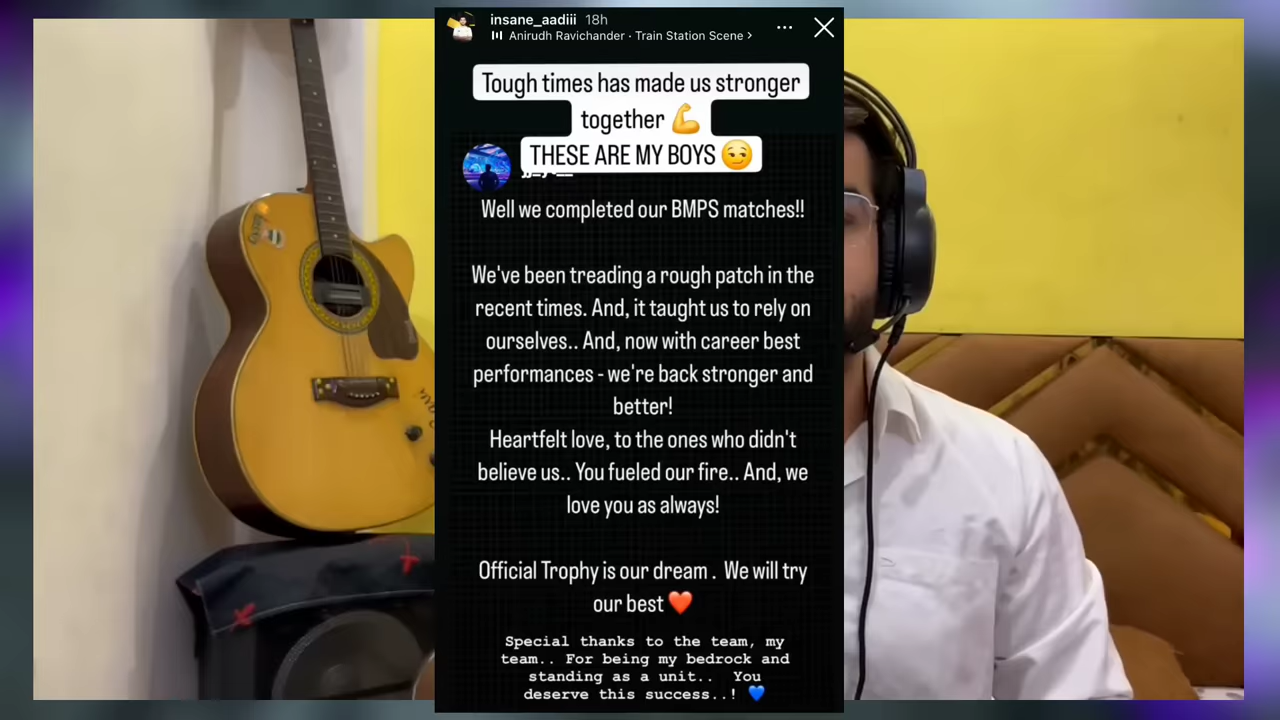 insane_aadiii 18h
Anirudh Ravichander · Train Station Scene >
Tough times has made us stronger
together 💪
THESE ARE MY BOYS 😏
Well we completed our BMPS matches!!
We've been treading a rough patch in the
recent times. And, it taught us to rely on
ourselves.. And, now with career best
performances - we're back stronger and
better!
Heartfelt love, to the ones who didn't
believe us.. You fueled our fire.. And, we
love you as always!
Official Trophy is our dream . We will try
our best ❤️
Special thanks to the team, my
team.. For being my bedrock and
standing as a unit.. You
deserve this success..! 💙